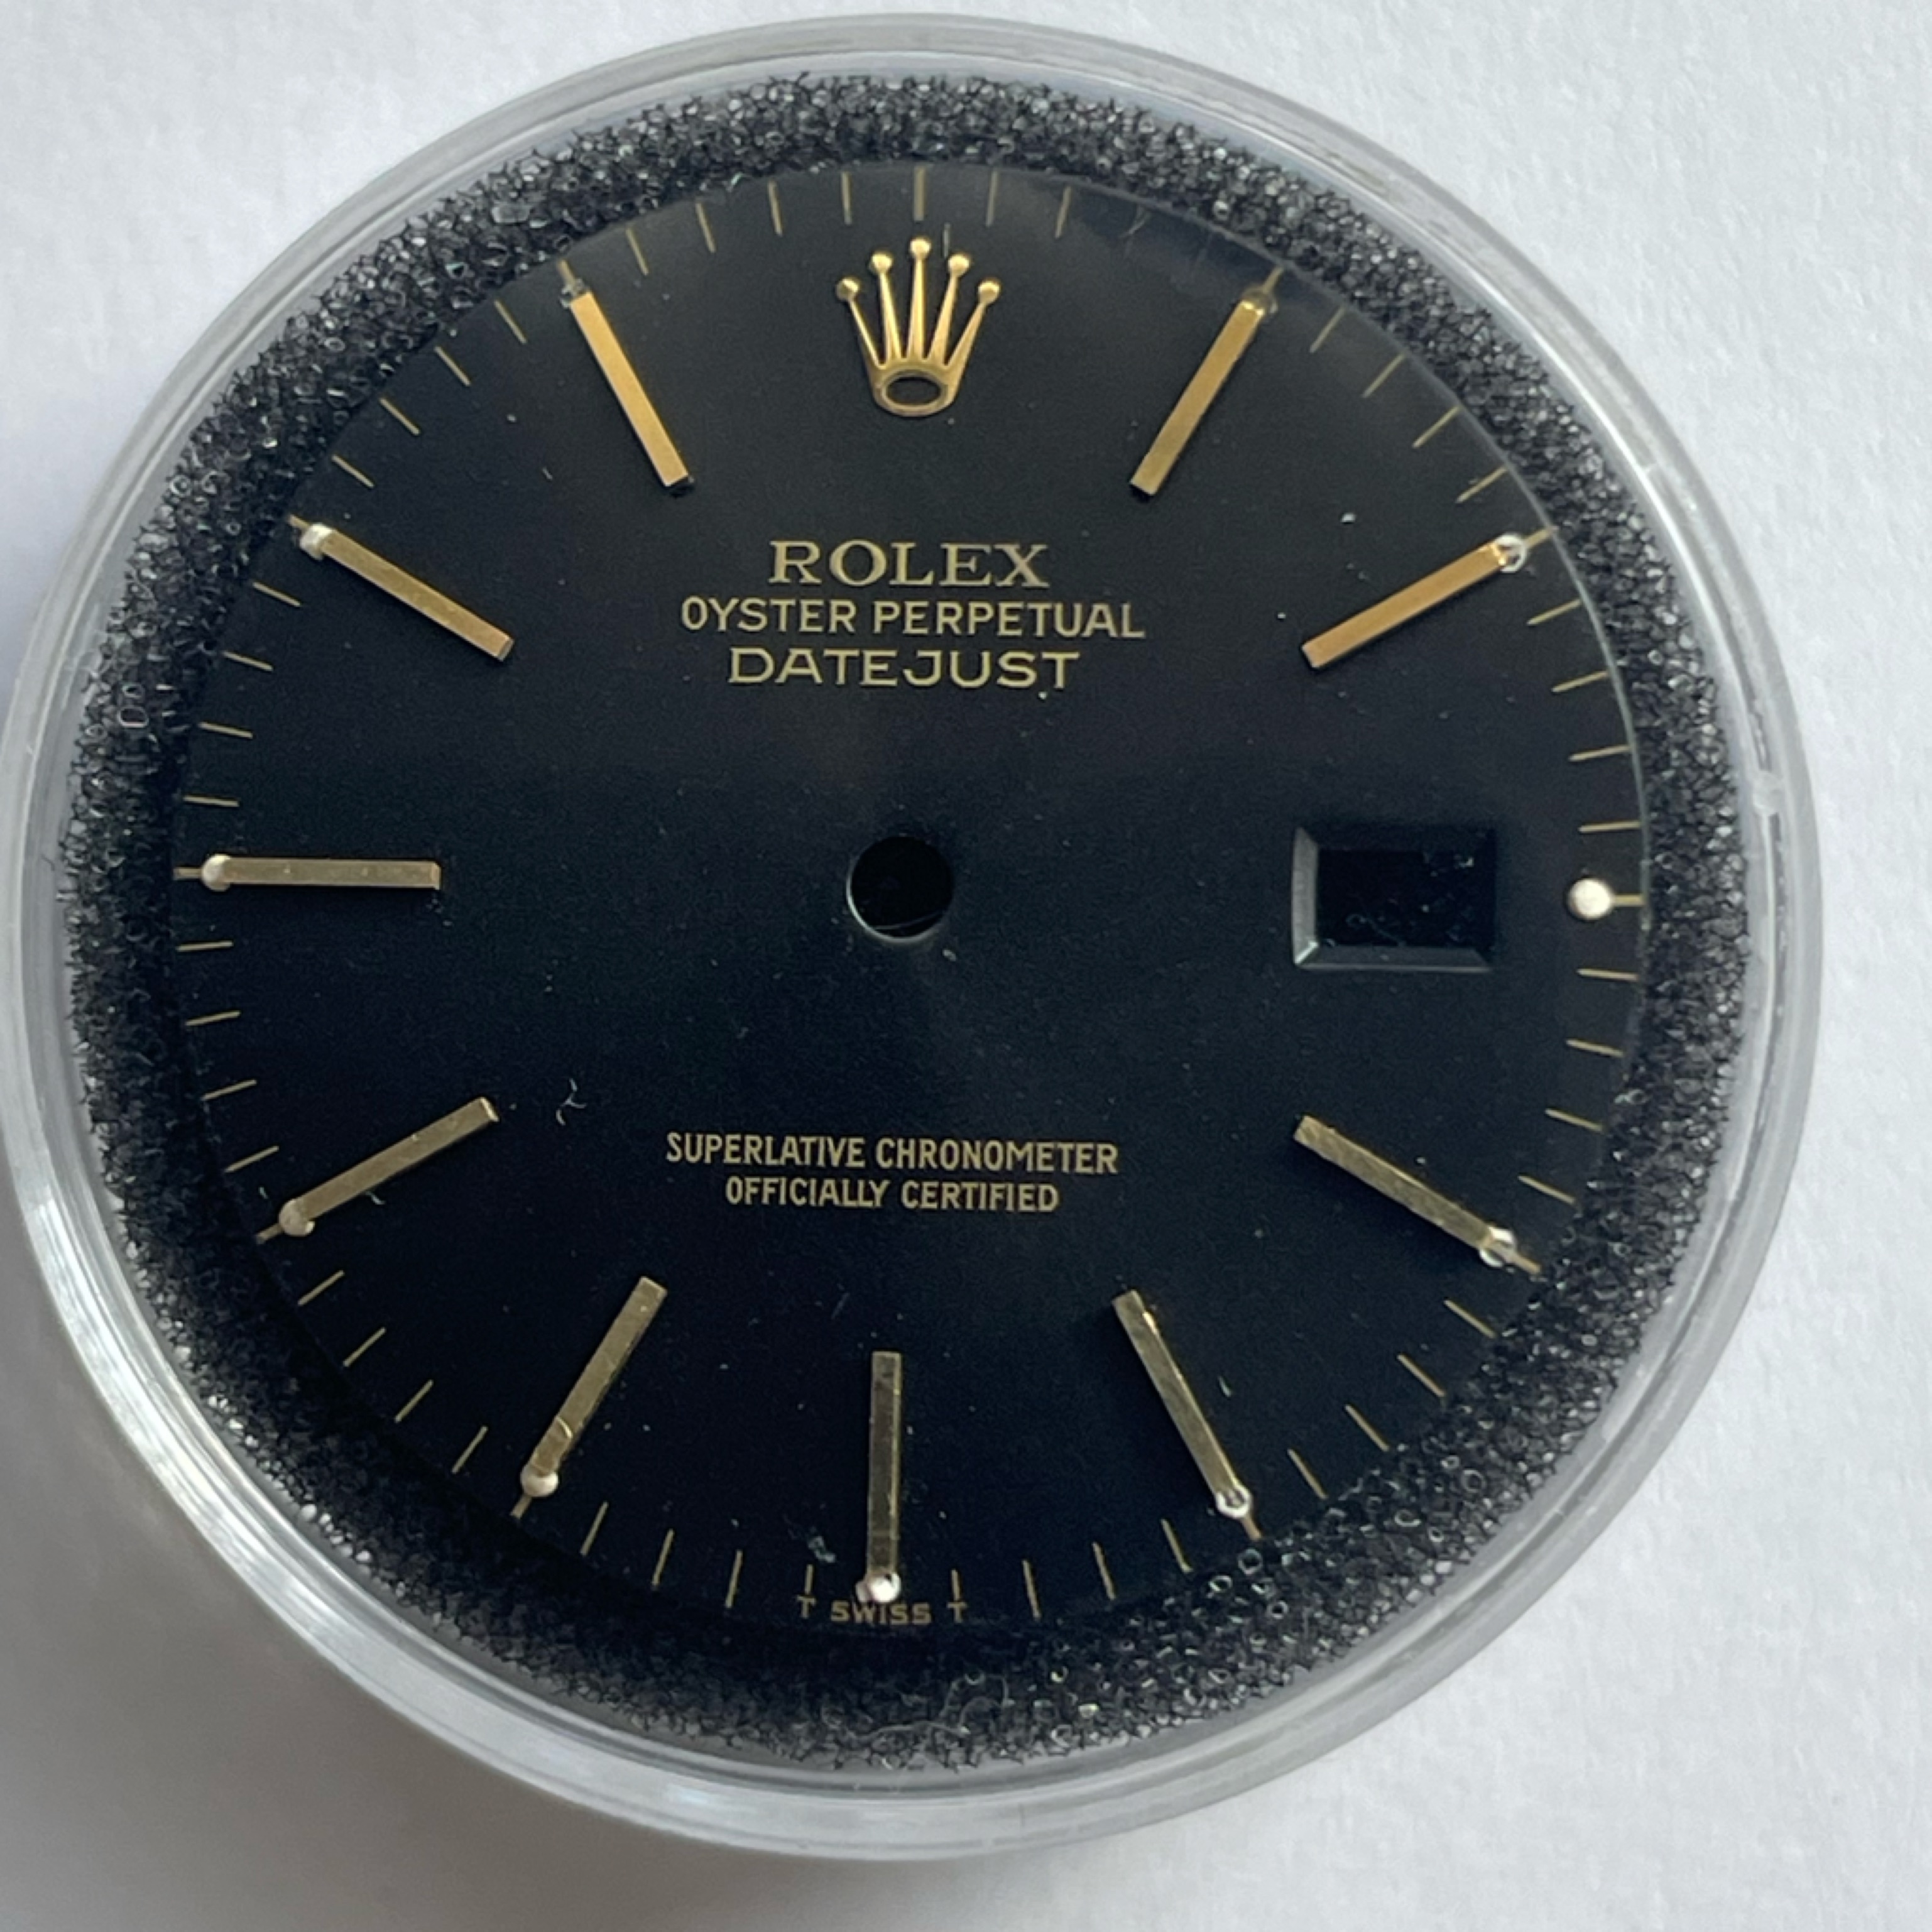 ROLEX
OYSTER PERPETUAL
DATEJUST
SUPERLATIVE CHRONOMETER
OFFICIALLY CERTIFIED
T SWISS T